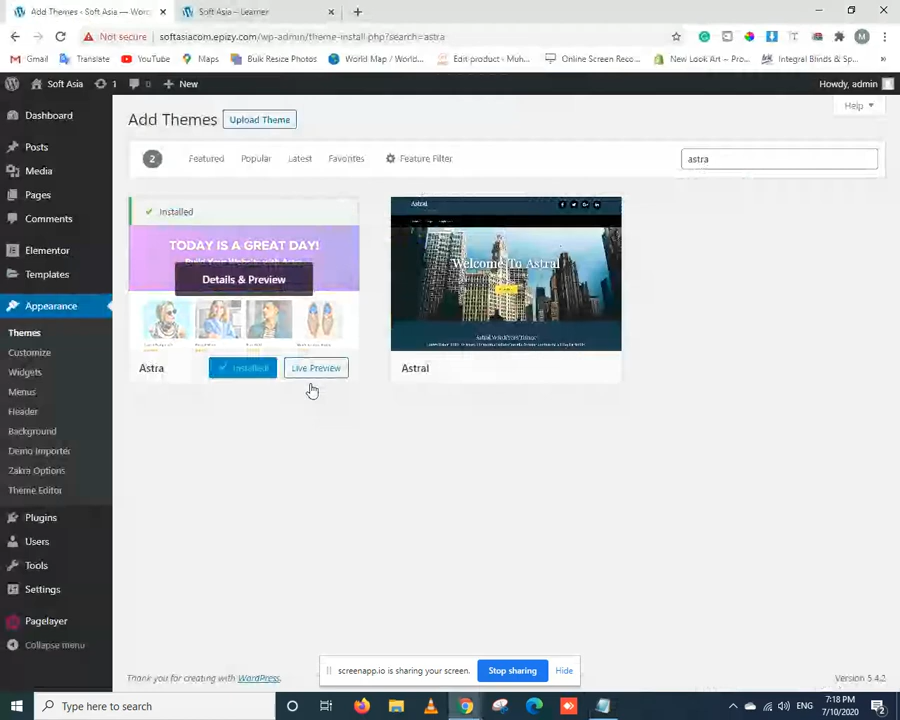 Add Themes ‹ Soft Asia — Wor
Soft Asia – Learner
Not secure | softasiacom.epizy.com/wp-admin/theme-install.php?search=astra
Gmail
Translate
YouTube
Maps
Bulk Resize Photos
World Map / World...
Edit product ‹ Muh...
Online Screen Reco...
New Look Art — Pro...
Integral Blinds & Sp...
»
Soft Asia
1
0
+ New
Howdy, admin
Dashboard
Posts
Media
Pages
Comments
Elementor
Templates
Appearance
Themes
Customize
Widgets
Menus
Header
Background
Demo Importer
Zakra Options
Theme Editor
Plugins
Users
Tools
Settings
Pagelayer
Collapse menu
Add Themes
Upload Theme
Help
2
Featured
Popular
Latest
Favorites
Feature Filter
astra
Installed
TODAY IS A GREAT DAY!
Build Your Website with Astra
Details & Preview
Astra
Installed!
Live Preview
Astral
Welcome To Astral
Astral
Thank you for creating with WordPress.
Version 5.4.2
screenapp.io is sharing your screen.
Stop sharing
Hide
Type here to search
ENG
7:18 PM
7/10/2020
2